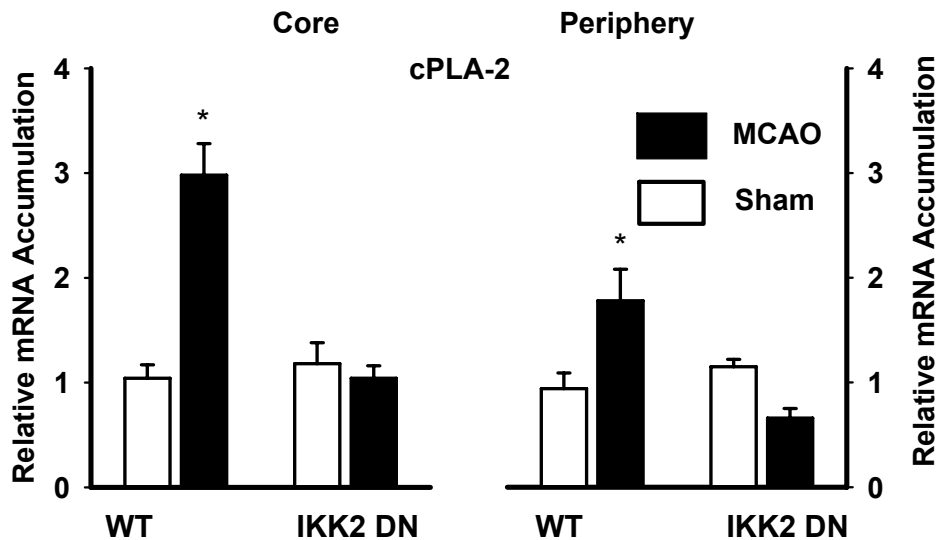 Core Periphery
cPLA-2
Relative mRNA Accumulation
4
3
2
1
0
*
*
MCAO
Sham
4
3
2
1
0
Relative mRNA Accumulation
WT IKK2 DN WT IKK2 DN